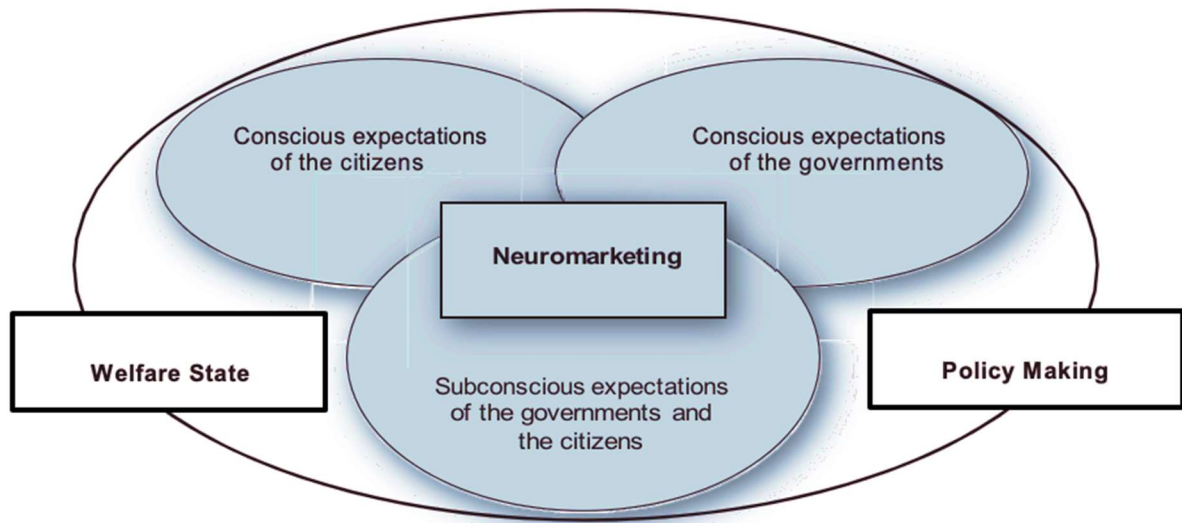 Conscious expectations
of the citizens
Conscious expectations
of the governments
Neuromarketing
Welfare State
Policy Making
Subconscious expectations
of the governments and
the citizens